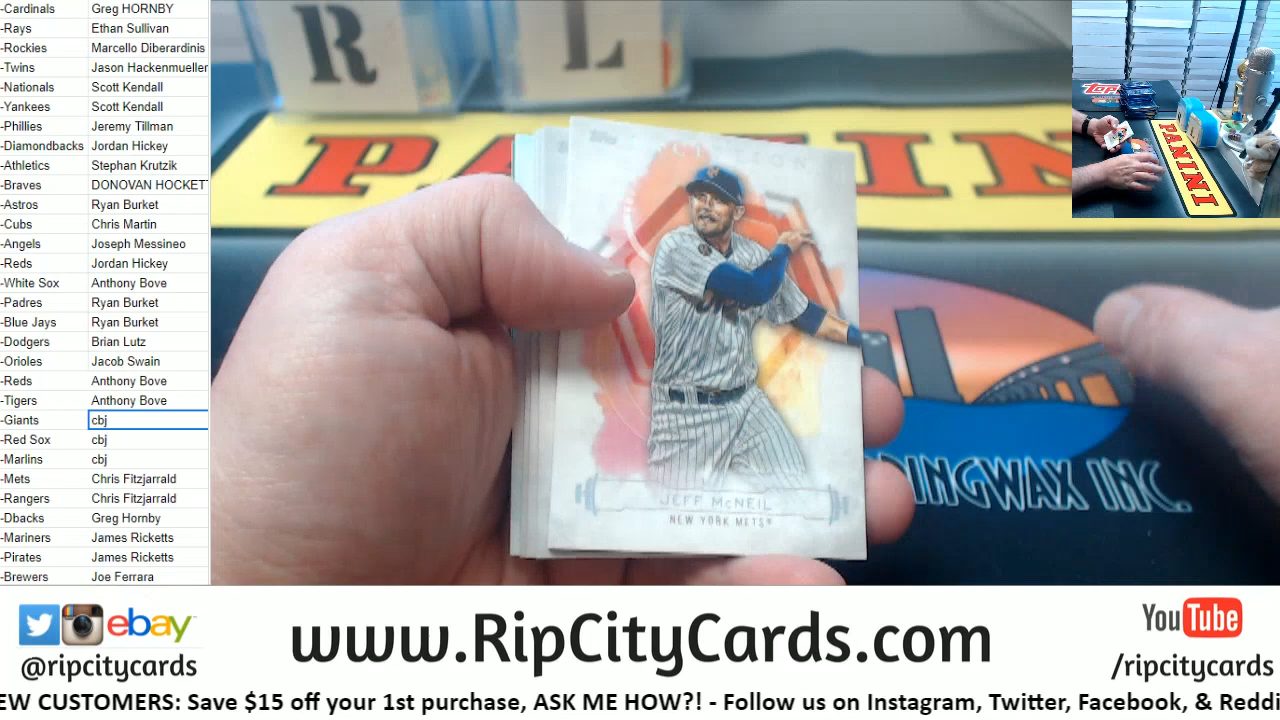 -Cardinals Greg HORNBY
-Rays Ethan Sullivan
-Rockies Marcello Diberardinis
-Twins Jason Hackenmueller
-Nationals Scott Kendall
-Yankees Scott Kendall
-Phillies Jeremy Tillman
-Diamondbacks Jordan Hickey
-Athletics Stephan Krutzik
-Braves DONOVAN HOCKETT
-Astros Ryan Burket
-Cubs Chris Martin
-Angels Joseph Messineo
-Reds Jordan Hickey
-White Sox Anthony Bove
-Padres Ryan Burket
-Blue Jays Ryan Burket
-Dodgers Brian Lutz
-Orioles Jacob Swain
-Reds Anthony Bove
-Tigers Anthony Bove
-Giants cbj
-Red Sox cbj
-Marlins cbj
-Mets Chris Fitzjarrald
-Rangers Chris Fitzjarrald
-Dbacks Greg Hornby
-Mariners James Ricketts
-Pirates James Ricketts
-Brewers Joe Ferrara
R L
PANINI
Topps
JEFF McNEIL
NEW YORK METS®
DINGWAX INC.
PANINI
ebay
@ripcitycards
www.RipCityCards.com
YouTube
/ripcitycards
EW CUSTOMERS: Save $15 off your 1st purchase, ASK ME HOW?! - Follow us on Instagram, Twitter, Facebook, & Reddi